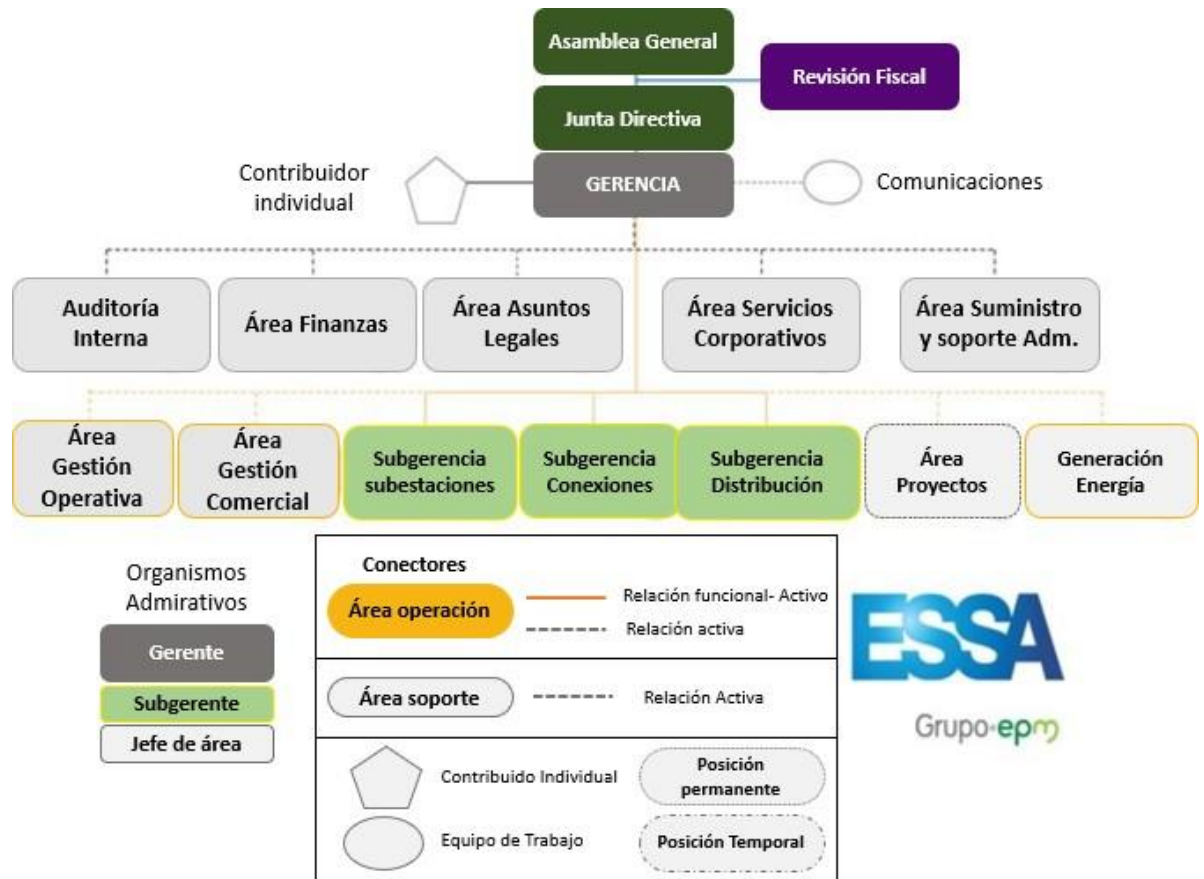 Asamblea General
Revisión Fiscal
Junta Directiva
Contribuidor
individual
GERENCIA
Comunicaciones
Auditoría
Interna
Área Finanzas
Área Asuntos
Legales
Área Servicios
Corporativos
Área Suministro
y soporte Adm.
Área
Gestión
Operativa
Área
Gestión
Comercial
Subgerencia
subestaciones
Subgerencia
Conexiones
Subgerencia
Distribución
Área
Proyectos
Generación
Energía
Organismos
Admirativos
Gerente
Subgerente
Jefe de área
Conectores
Área operación
Relación funcional- Activo
Relación activa
Área soporte
Relación Activa
Contribuido Individual
Posición
permanente
Equipo de Trabajo
Posición Temporal
ESSA
Grupo·epm